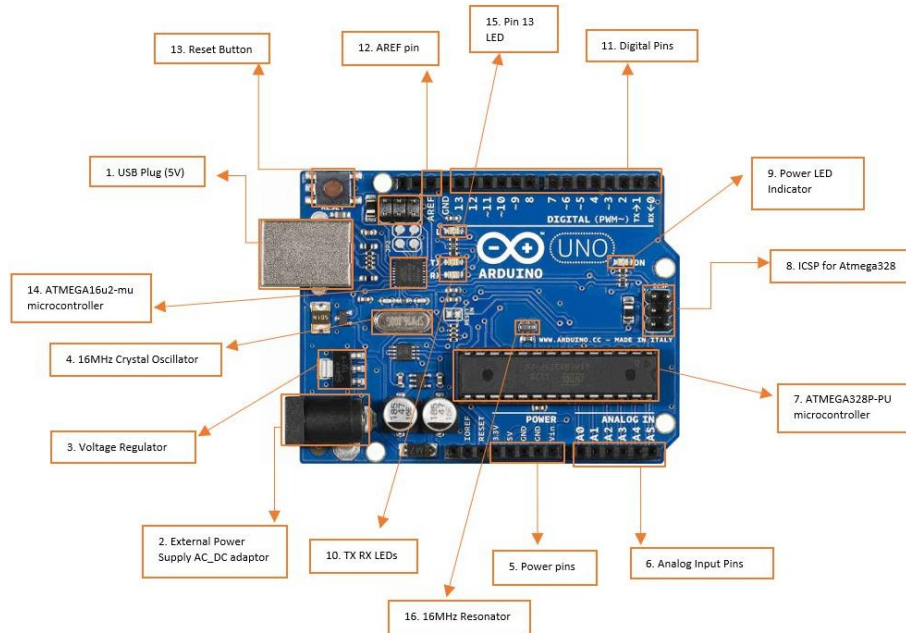 15. Pin 13
LED
13. Reset Button
12. AREF pin
11. Digital Pins
1. USB Plug (5V)
9. Power LED
Indicator
RESET
AREF
GND
13
12
~11
~10
~9
8
7
~6
~5
4
~3
2
TX→1
RX←0
DIGITAL (PWM~)
L
TX
RX
ARDUINO
UNO
ON
ICSP
8. ICSP for Atmega328
14. ATMEGA16u2-mu
microcontroller
4. 16MHz Crystal Oscillator
WWW.ARDUINO.CC - MADE IN ITALY
7. ATMEGA328P-PU
microcontroller
3. Voltage Regulator
POWER
ANALOG IN
IOREF
RESET
3.3V
5V
GND
GND
Vin
A0
A1
A2
A3
A4
A5
2. External Power
Supply AC_DC adaptor
10. TX RX LEDs
5. Power pins
6. Analog Input Pins
16. 16MHz Resonator